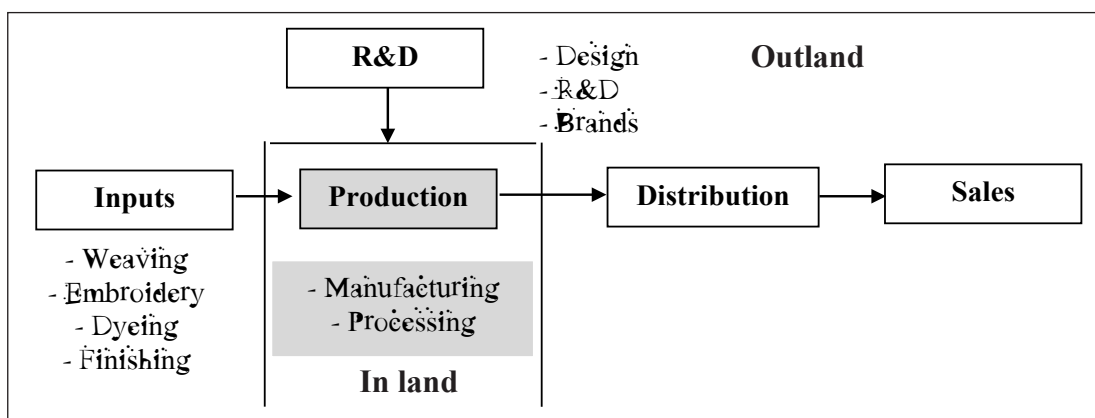 R&D
- Design
- R&D
- Brands
Outland
Inputs
Production
Distribution
Sales
- Weaving
- Embroidery
- Dyeing
- Finishing
- Manufacturing
- Processing
In land